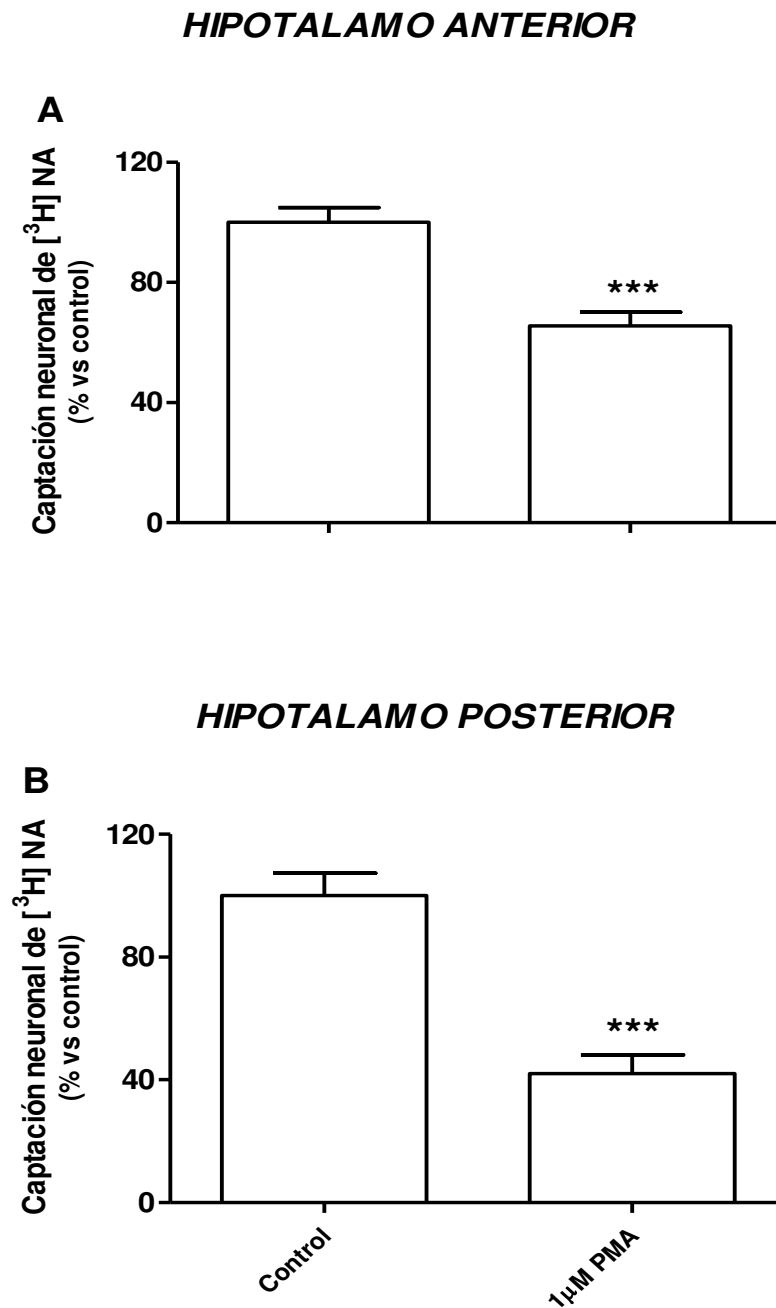 HIPOTALAMO ANTERIOR
A
Captación neuronal de [³H] NA
(% vs control)
120
80
40
0
***
HIPOTALAMO POSTERIOR
B
Captación neuronal de [³H] NA
(% vs control)
120
80
40
0
***
Control
1μM PMA